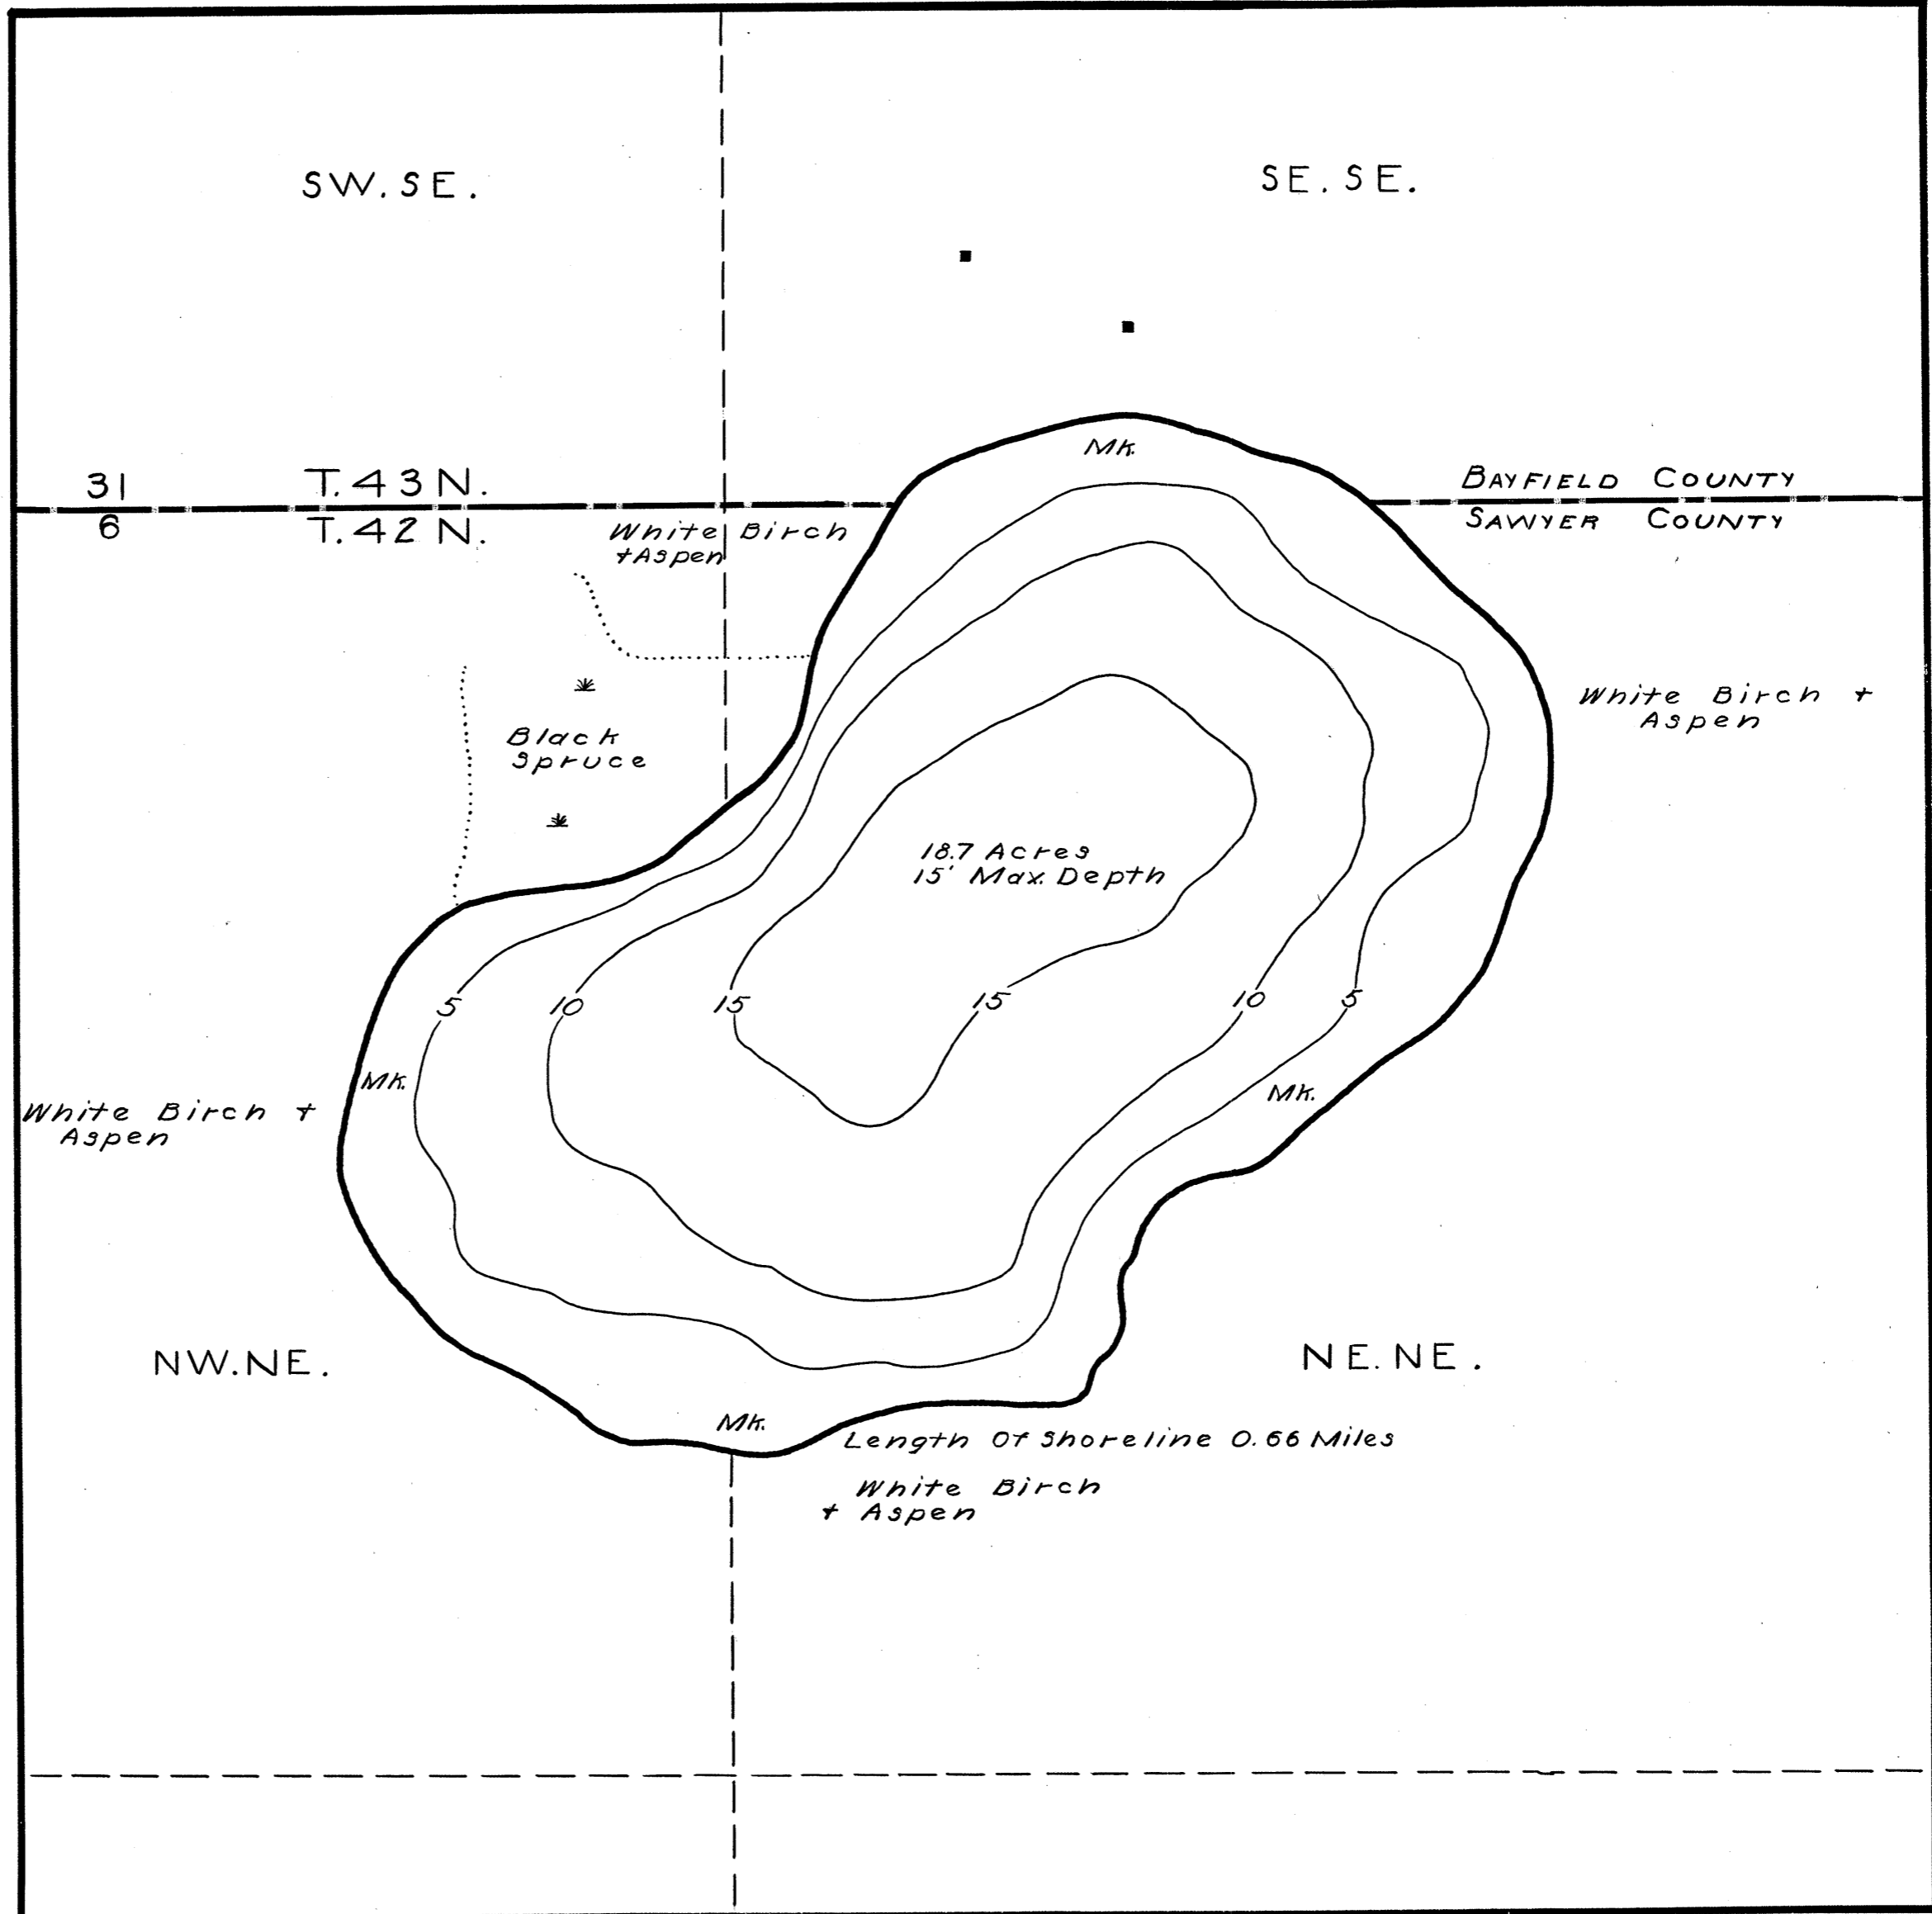 SW.SE.
SE.SE.
Mk.
31
T.43N.
BAYFIELD COUNTY
6
T.42N.
SAWYER COUNTY
White Birch
+Aspen
White Birch +
Aspen
Black
Spruce
18.7 Acres
15' Max. Depth
5
10
15
15
10
5
Mk.
Mk.
White Birch +
Aspen
NW.NE.
NE.NE.
Mk.
Length Of Shoreline 0.66 Miles
White Birch
+ Aspen